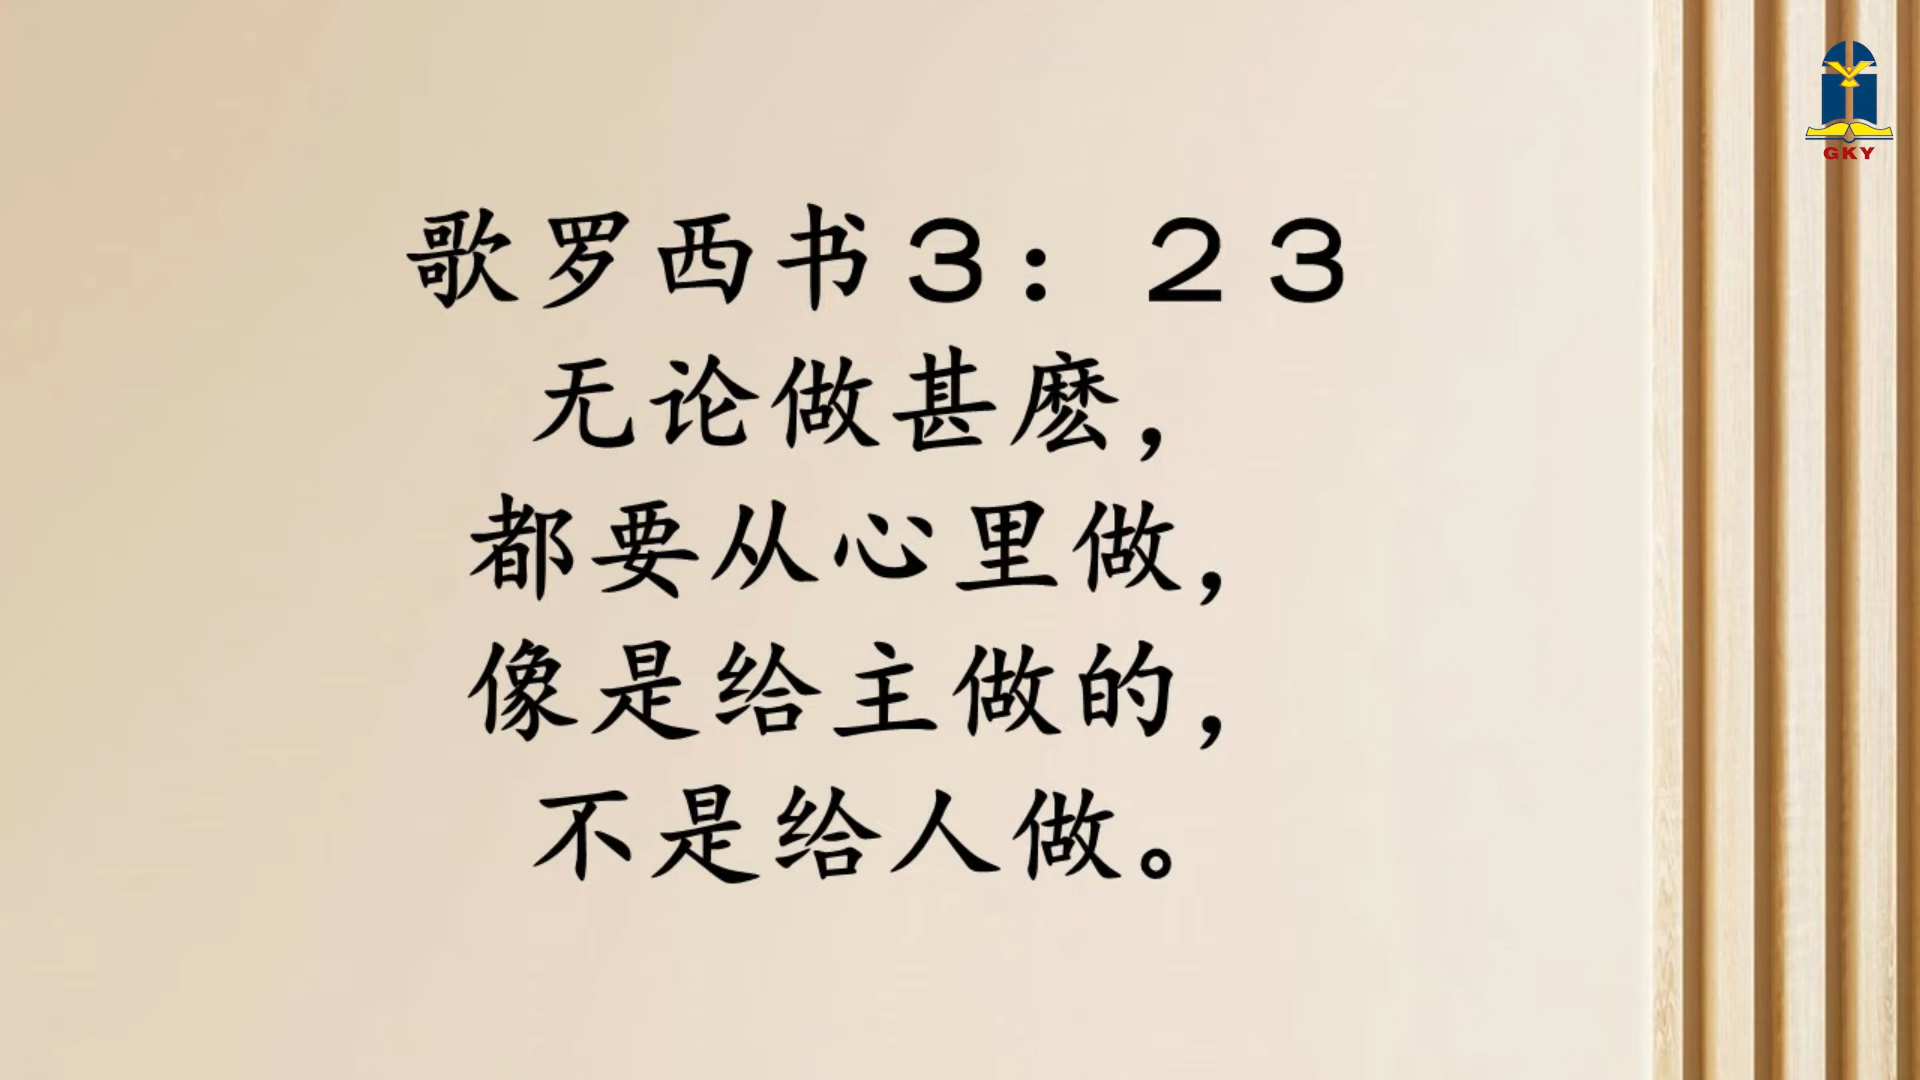 GKY
歌罗西书3：23
无论做甚麽，
都要从心里做，
像是给主做的，
不是给人做。